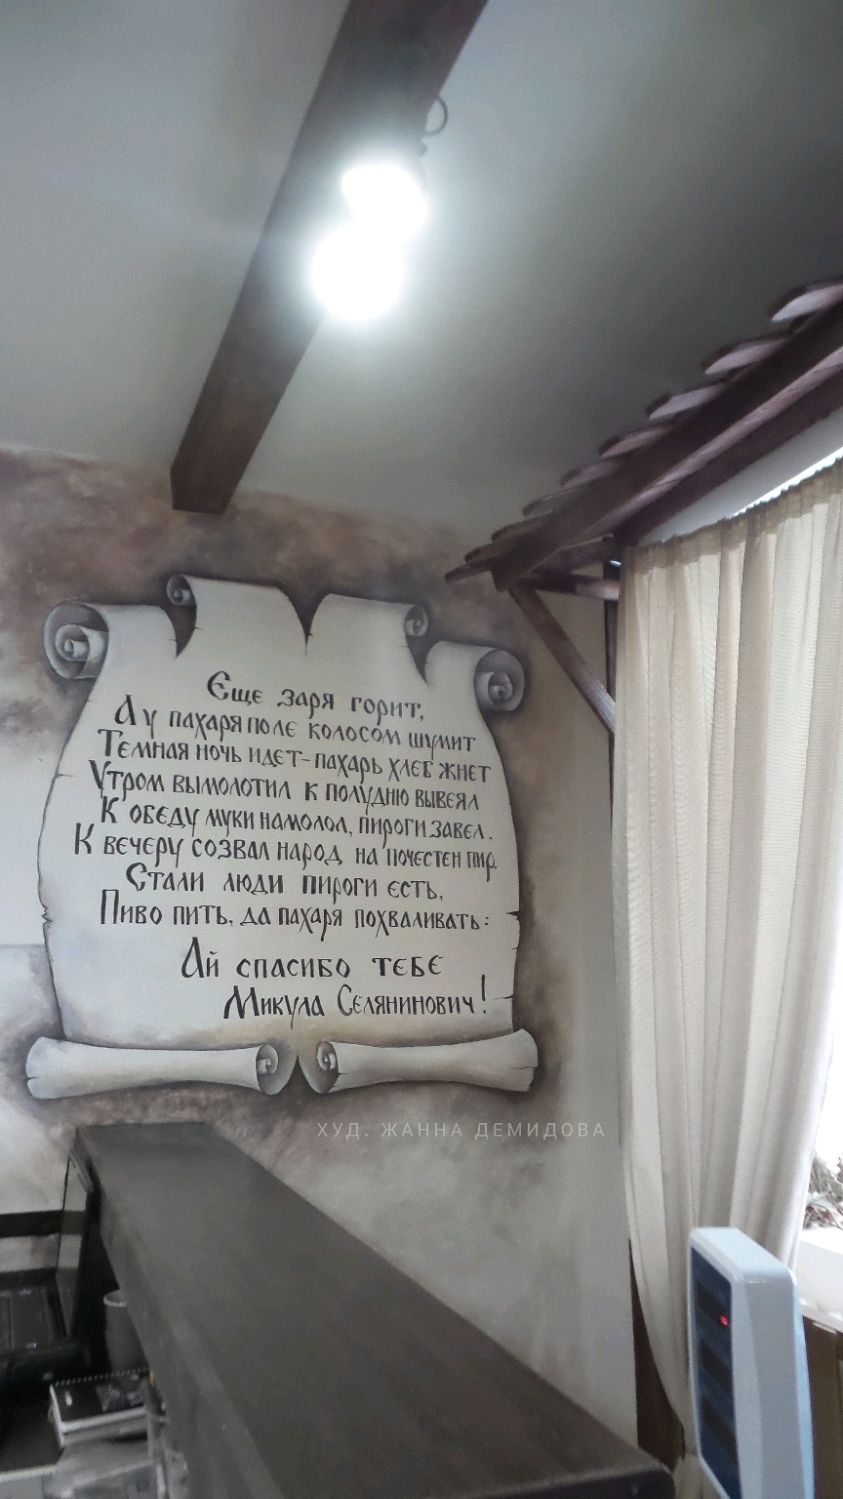 Еще заря горит,
А у пахаря поле колосом шумит
Темная ночь идет - пахарь хлеб жнет
Утром вымолотил к полудню вывеял
К обеду муки намолол, пироги завел.
К вечеру созвал народ на почестен пир.
Стали люди пироги есть,
Пиво пить, да пахаря похваливать:
Ай спасибо тебе
Микула Селянинович!
ХУД. ЖАННА ДЕМИДОВА